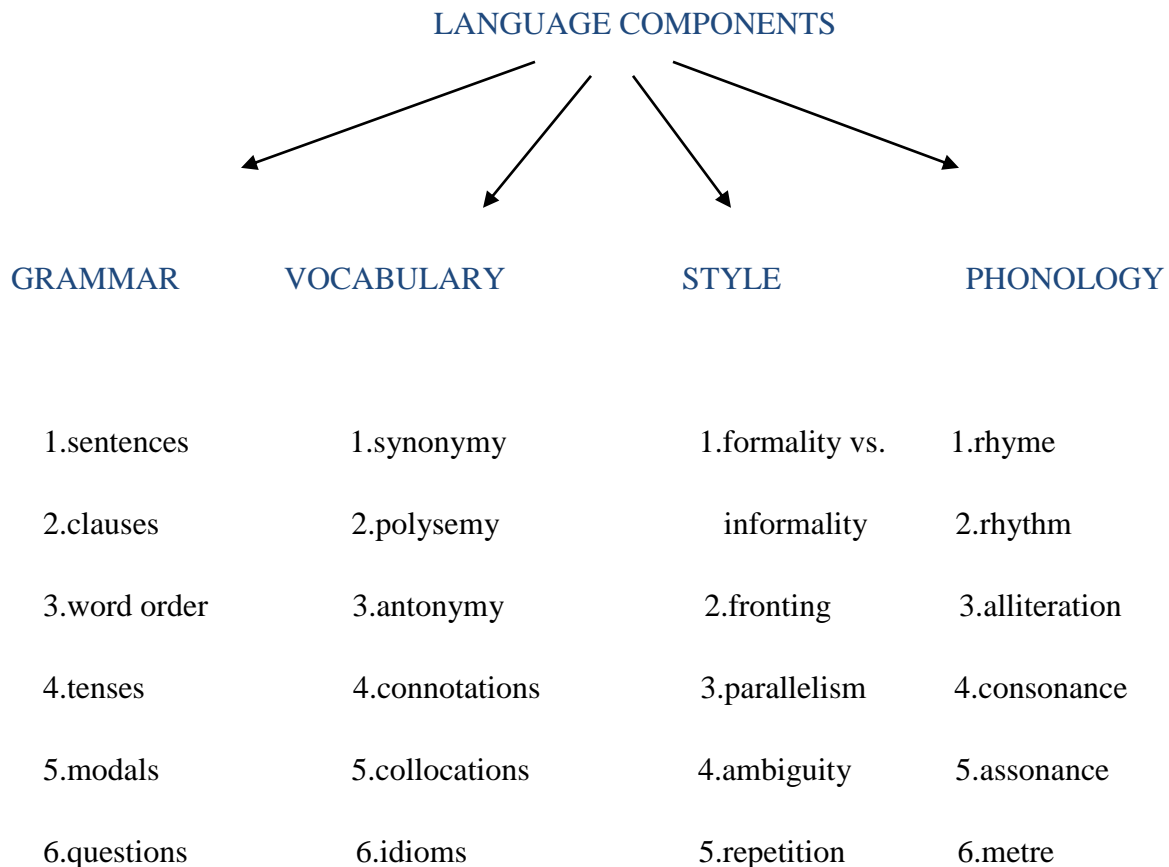 LANGUAGE COMPONENTS
GRAMMAR VOCABULARY STYLE PHONOLOGY
1.sentences 1.synonymy 1.formality vs. 1.rhyme
2.clauses 2.polysemy informality 2.rhythm
3.word order 3.antonymy 2.fronting 3.alliteration
4.tenses 4.connotations 3.parallelism 4.consonance
5.modals 5.collocations 4.ambiguity 5.assonance
6.questions 6.idioms 5.repetition 6.metre